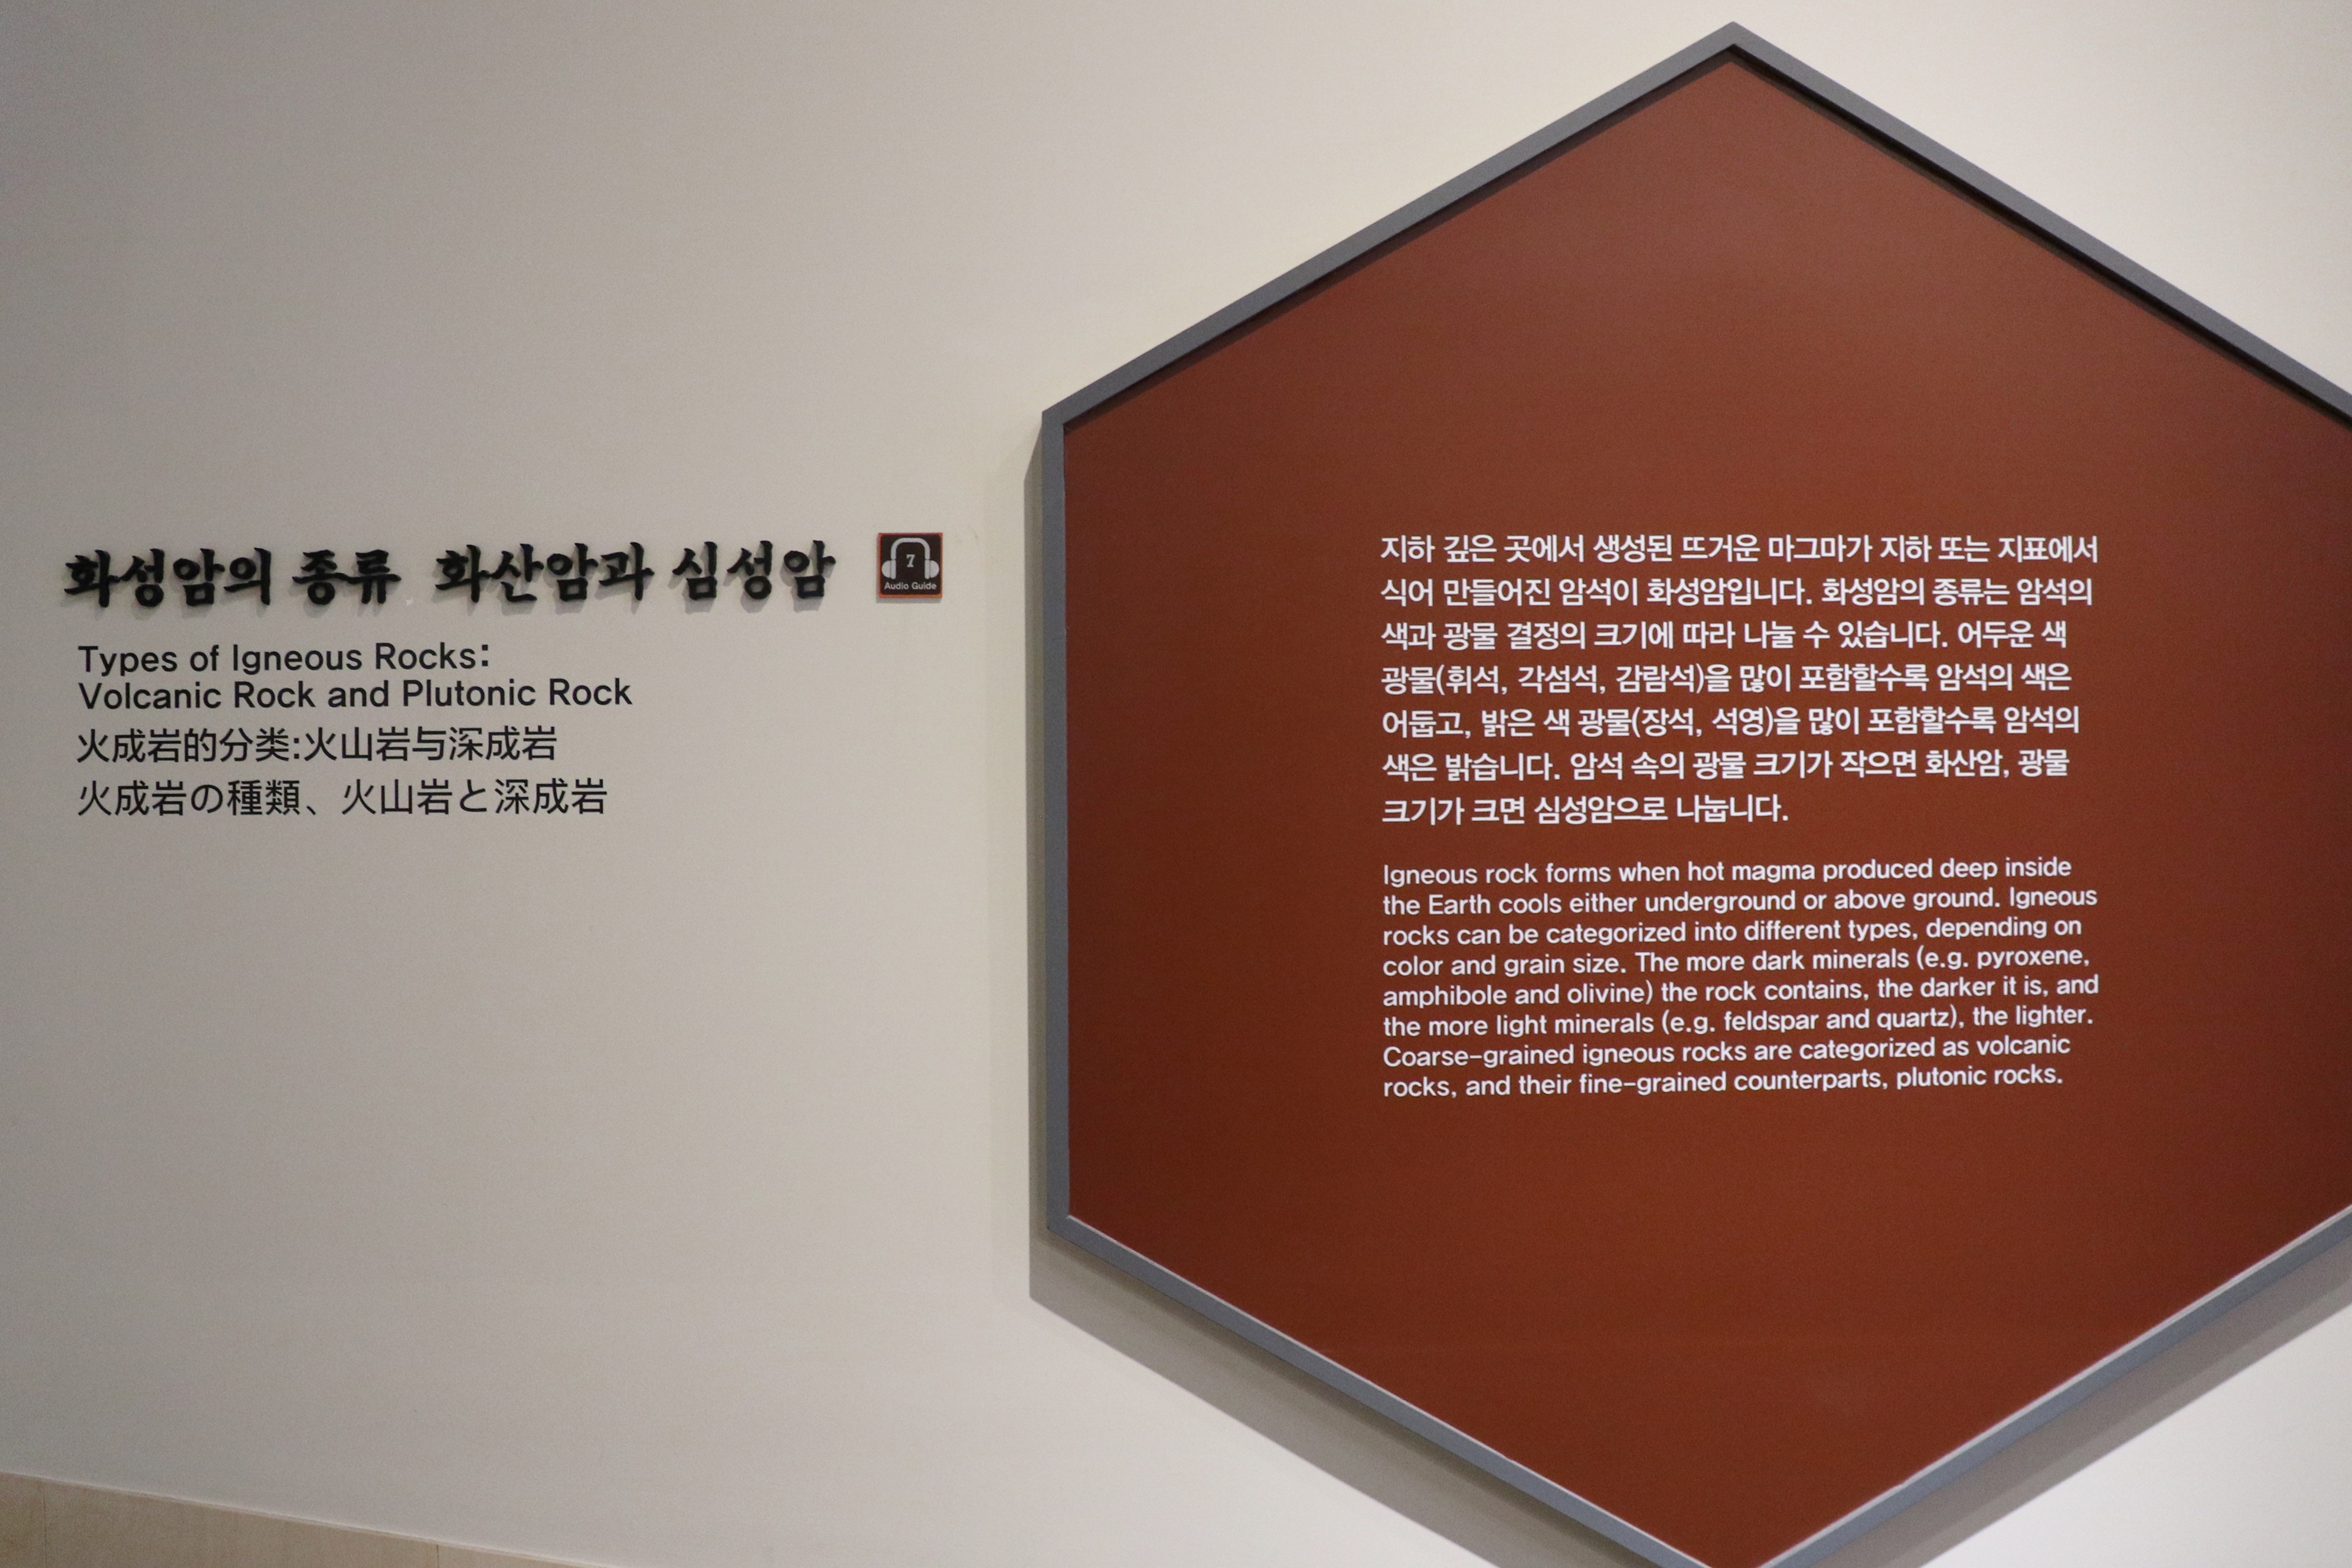 화성암의 종류 화산암과 심성암
7
Audio Guide
Types of Igneous Rocks:
Volcanic Rock and Plutonic Rock
火成岩的分类:火山岩与深成岩
火成岩の種類、火山岩と深成岩
지하 깊은 곳에서 생성된 뜨거운 마그마가 지하 또는 지표에서
식어 만들어진 암석이 화성암입니다. 화성암의 종류는 암석의
색과 광물 결정의 크기에 따라 나눌 수 있습니다. 어두운 색
광물(휘석, 각섬석, 감람석)을 많이 포함할수록 암석의 색은
어둡고, 밝은 색 광물(장석, 석영)을 많이 포함할수록 암석의
색은 밝습니다. 암석 속의 광물 크기가 작으면 화산암, 광물
크기가 크면 심성암으로 나눕니다.
Igneous rock forms when hot magma produced deep inside
the Earth cools either underground or above ground. Igneous
rocks can be categorized into different types, depending on
color and grain size. The more dark minerals (e.g. pyroxene,
amphibole and olivine) the rock contains, the darker it is, and
the more light minerals (e.g. feldspar and quartz), the lighter.
Coarse-grained igneous rocks are categorized as volcanic
rocks, and their fine-grained counterparts, plutonic rocks.